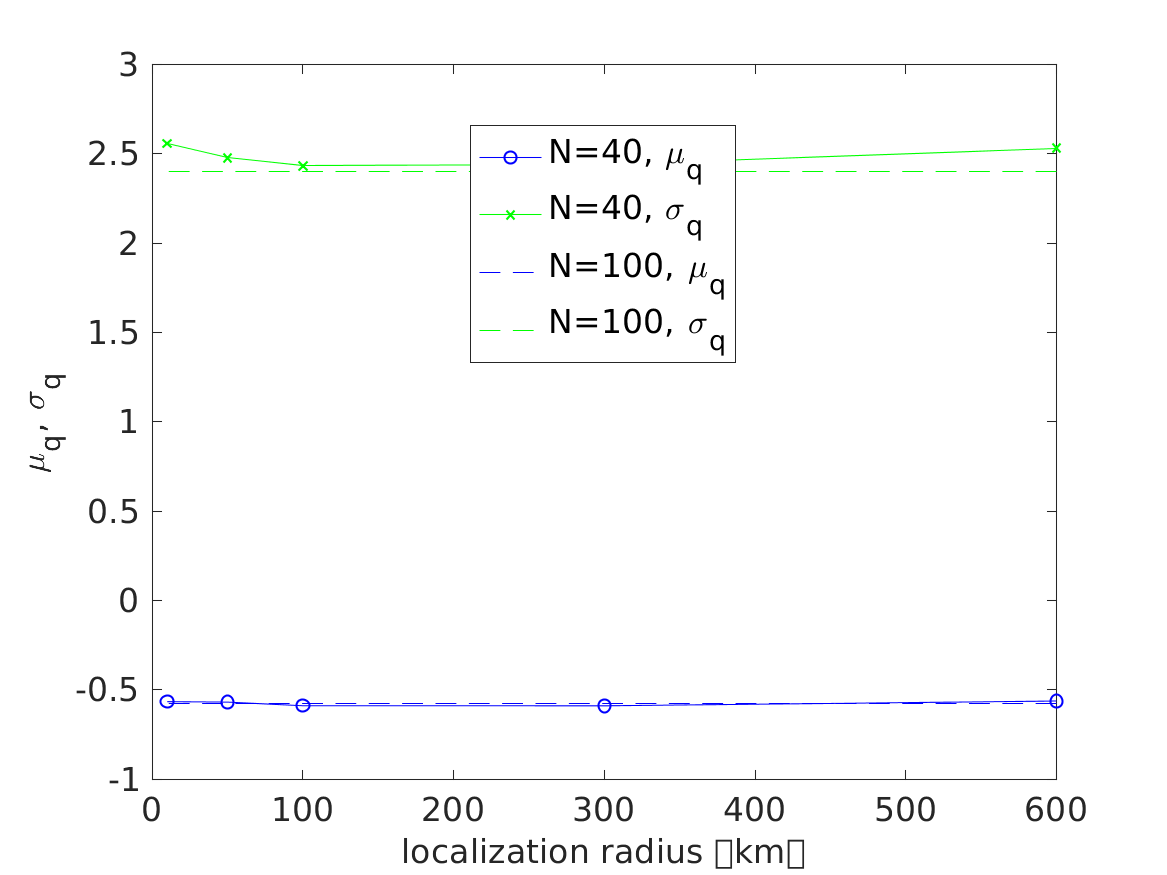 3
2.5
2
1.5
1
0.5
0
-0.5
-1
μq, σq
N=40, μq
N=40, σq
N=100, μq
N=100, σq
0 100 200 300 400 500 600
localization radius ▯km▯